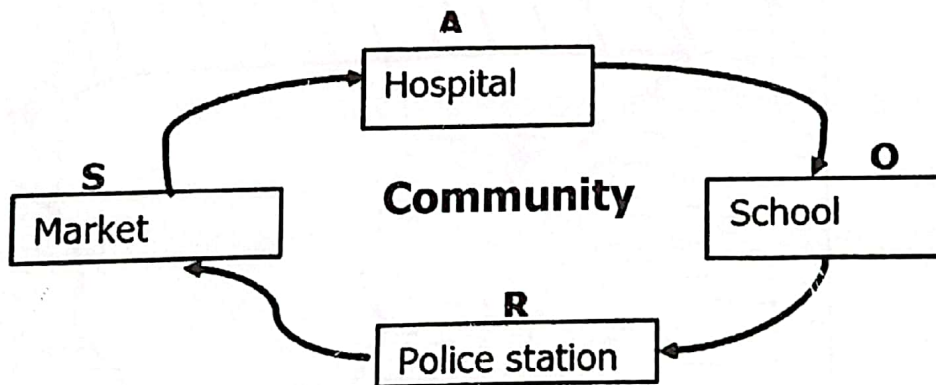 A
Hospital
S
O
Market
Community
School
R
Police station